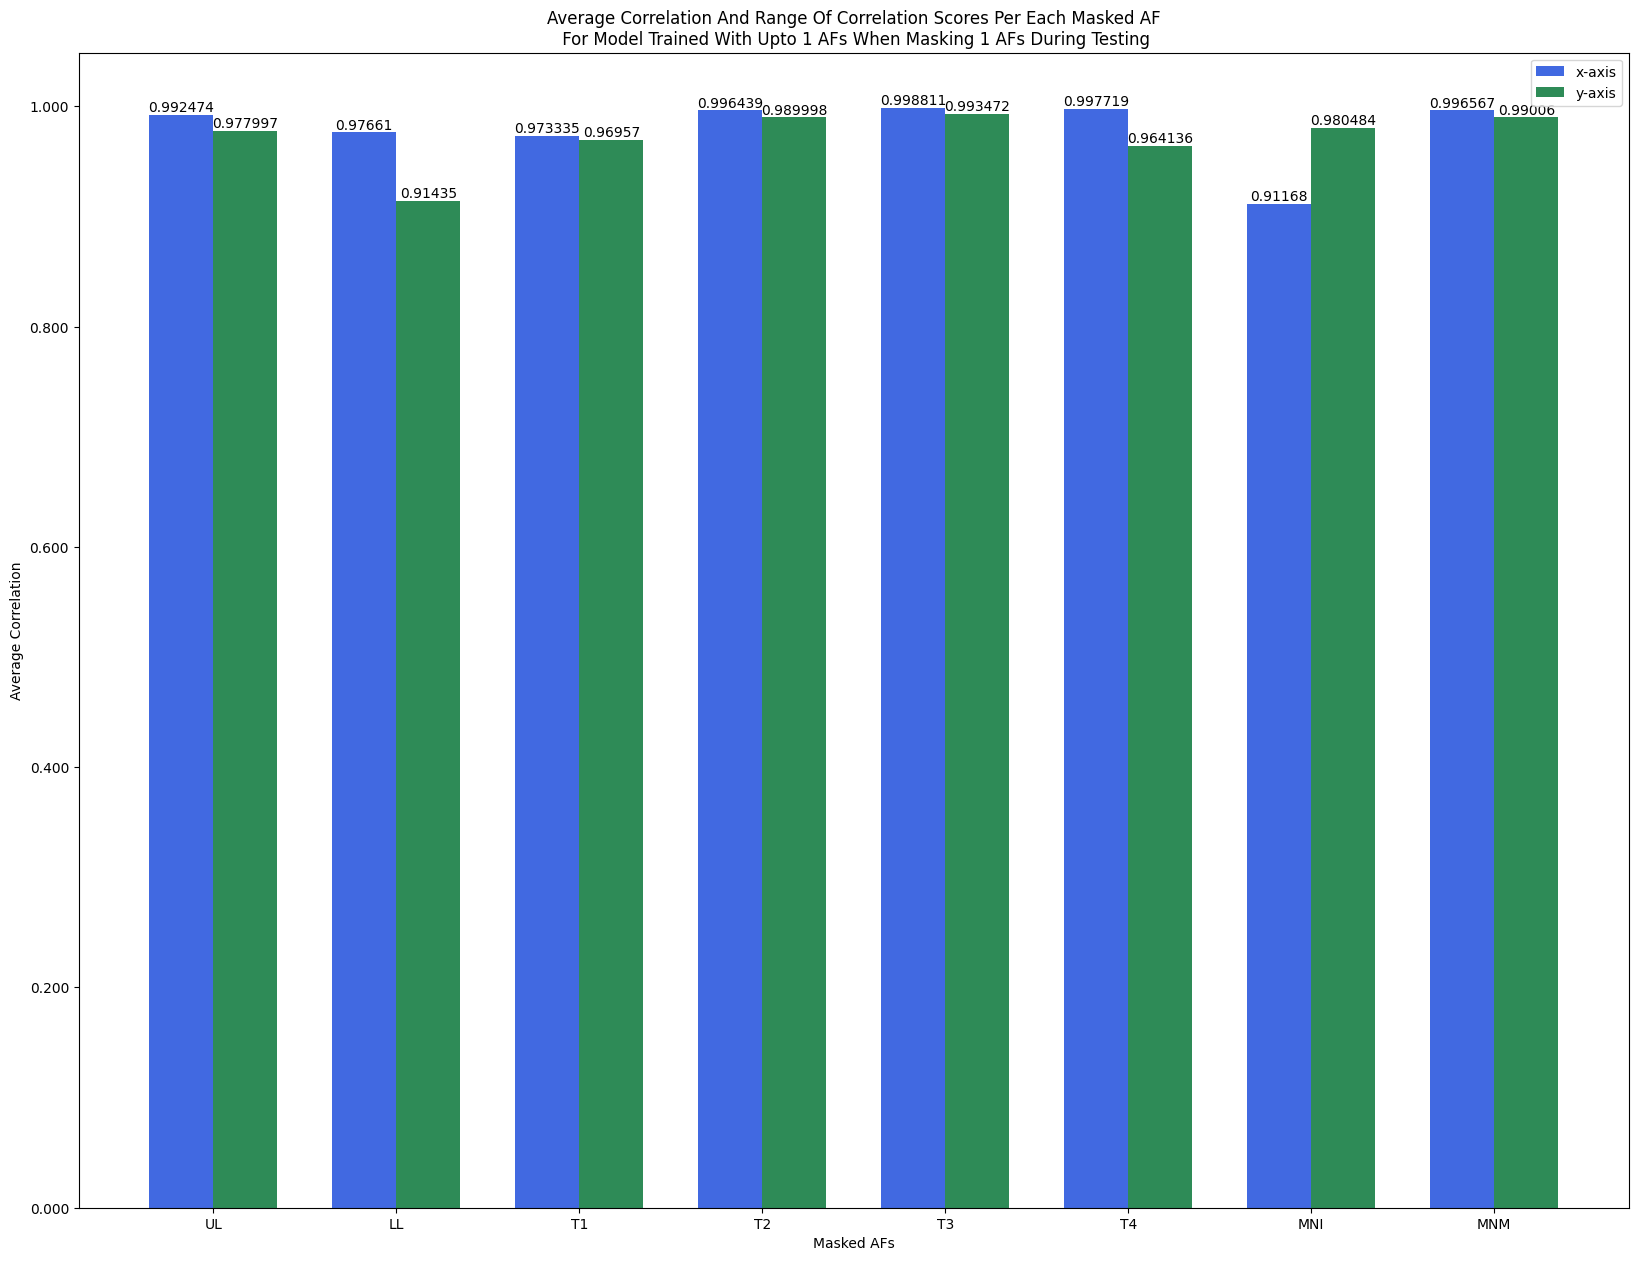 Average Correlation And Range Of Correlation Scores Per Each Masked AF
For Model Trained With Upto 1 AFs When Masking 1 AFs During Testing
x-axis
y-axis
Average Correlation
1.000
0.800
0.600
0.400
0.200
0.000
0.992474
0.977997
0.97661
0.91435
0.973335
0.96957
0.996439
0.989998
0.998811
0.993472
0.997719
0.964136
0.91168
0.980484
0.996567
0.99006
UL
LL
T1
T2
T3
T4
MNI
MNM
Masked AFs